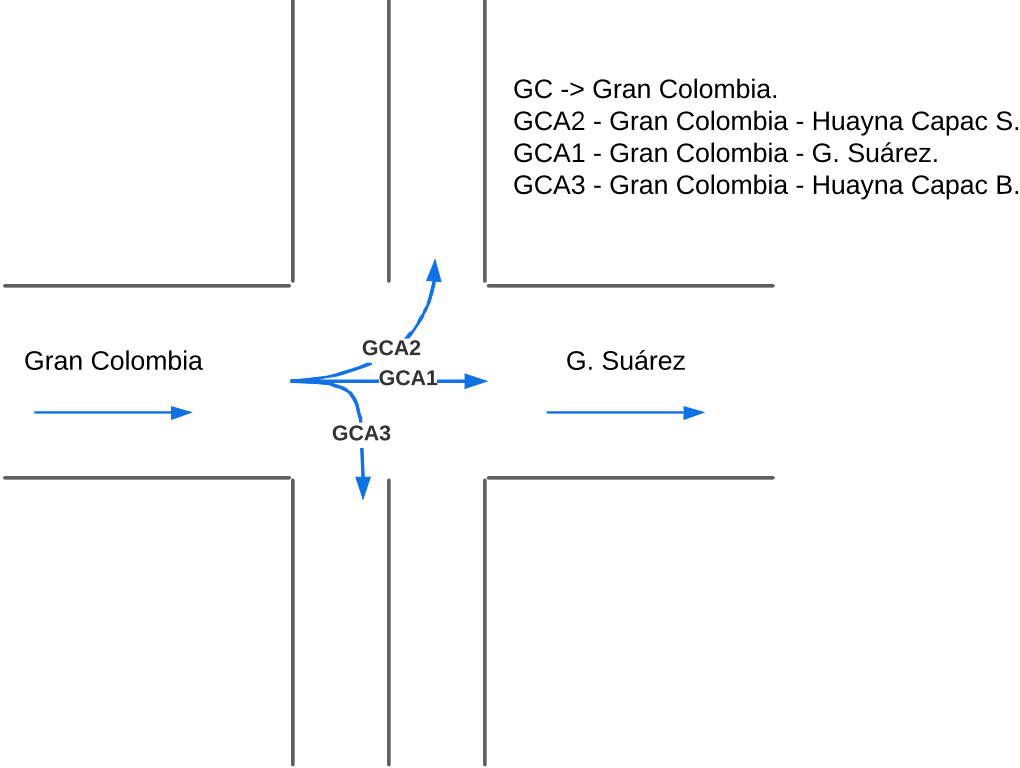 GC -> Gran Colombia.
GCA2 - Gran Colombia - Huayna Capac S.
GCA1 - Gran Colombia - G. Suárez.
GCA3 - Gran Colombia - Huayna Capac B.
GCA2
Gran Colombia
G. Suárez
GCA1
GCA3